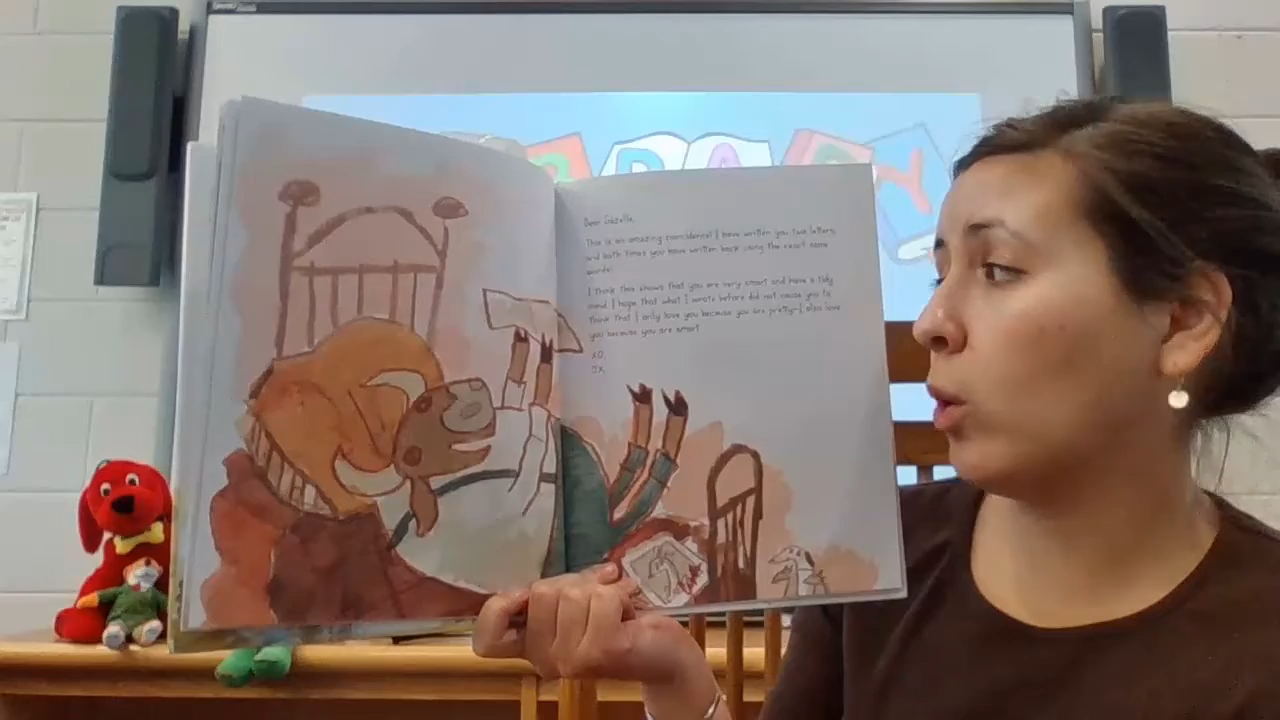 Dear Gazelle,
This is an amazing coincidence! I have written you two letters,
and both times you have written back using the exact same
words!
I think this shows that you are very smart and have a tidy
mind. I hope that what I wrote before did not cause you to
think that I only love you because you are pretty—I also love
you because you are smart.
XO,
OX